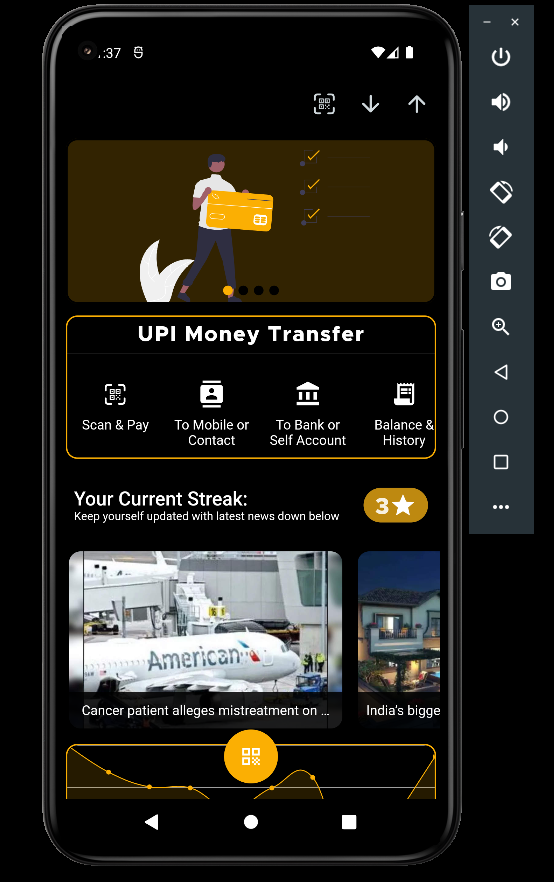 :37
UPI Money Transfer
Scan & Pay
To Mobile or
Contact
To Bank or
Self Account
Balance &
History
Your Current Streak:
Keep yourself updated with latest news down below
3
American
Cancer patient alleges mistreatment on ...
India's bigge